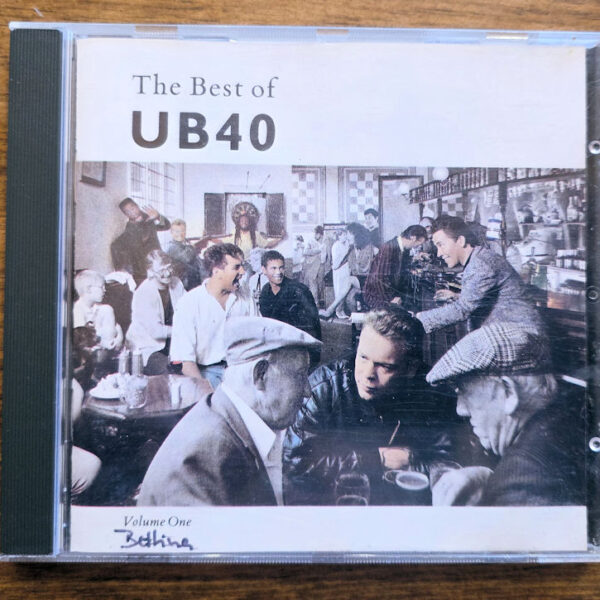 The Best of
UB40
Volume One
Bettina